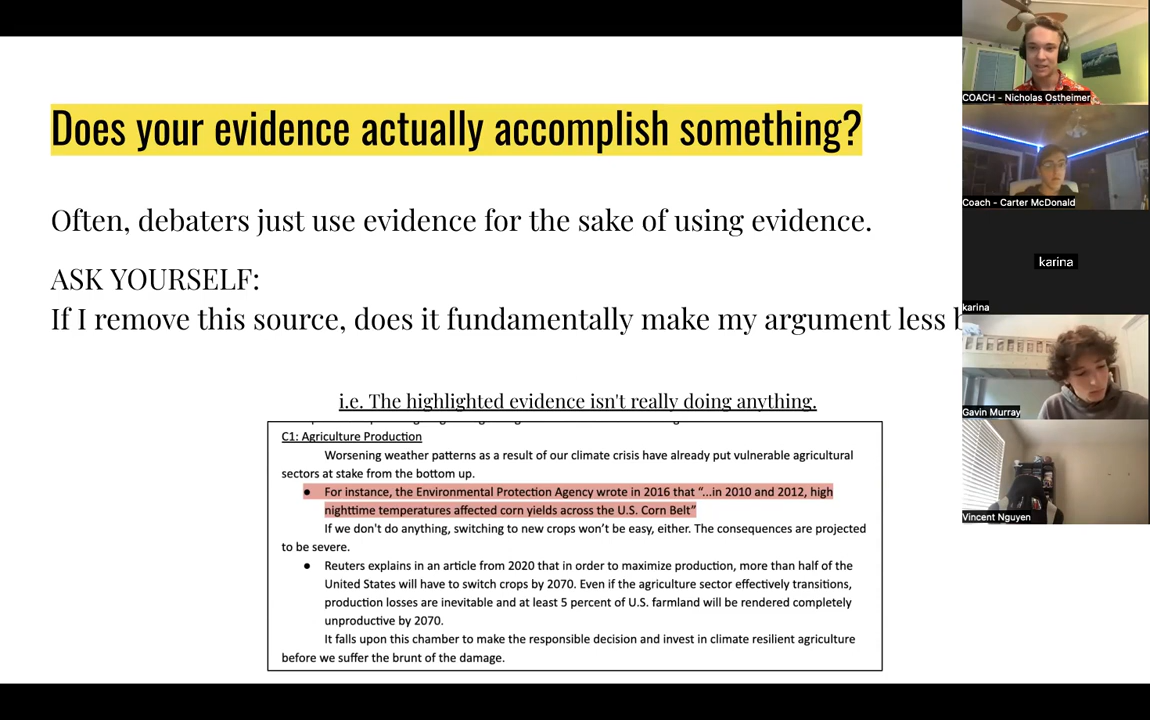 Does your evidence actually accomplish something?
Often, debaters just use evidence for the sake of using evidence.
ASK YOURSELF:
If I remove this source, does it fundamentally make my argument less
i.e. The highlighted evidence isn't really doing anything.
C1: Agriculture Production
Worsening weather patterns as a result of our climate crisis have already put vulnerable agricultural
sectors at stake from the bottom up.
● For instance, the Environmental Protection Agency wrote in 2016 that “...in 2010 and 2012, high
nighttime temperatures affected corn yields across the U.S. Corn Belt”
If we don't do anything, switching to new crops won't be easy, either. The consequences are projected
to be severe.
● Reuters explains in an article from 2020 that in order to maximize production, more than half of the
United States will have to switch crops by 2070. Even if the agriculture sector effectively transitions,
production losses are inevitable and at least 5 percent of U.S. farmland will be rendered completely
unproductive by 2070.
It falls upon this chamber to make the responsible decision and invest in climate resilient agriculture
before we suffer the brunt of the damage.
COACH - Nicholas Ostheimer
Coach - Carter McDonald
karina
karina
Gavin Murray
Vincent Nguyen